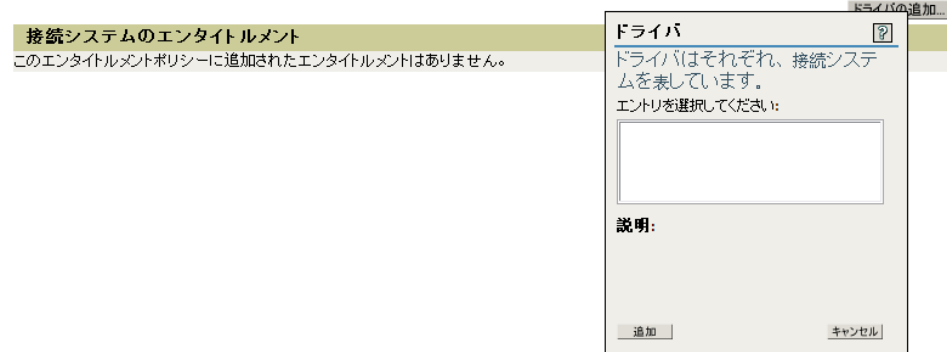 ドライバの追加...
接続システムのエンタイトルメント
このエンタイトルメントポリシーに追加されたエンタイトルメントはありません。
ドライバ
?
ドライバはそれぞれ、接続システ
ムを表しています。
エントリを選択してください:
説明:
追加
キャンセル